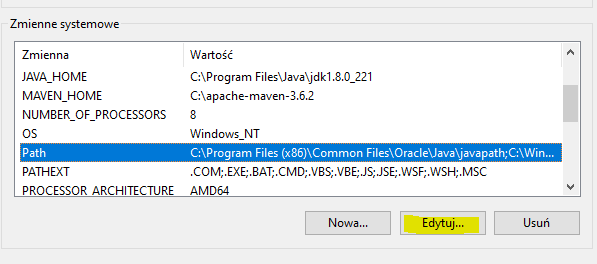 Zmienne systemowe
Zmienna Wartość
JAVA_HOME C:\Program Files\Java\jdk1.8.0_221
MAVEN_HOME C:\apache-maven-3.6.2
NUMBER_OF_PROCESSORS 8
OS Windows_NT
Path C:\Program Files (x86)\Common Files\Oracle\Java\javapath;C:\Win...
PATHEXT .COM;.EXE;.BAT;.CMD;.VBS;.VBE;.JS;.JSE;.WSF;.WSH;.MSC
PROCESSOR_ARCHITECTURE AMD64
Nowa... Edytuj... Usuń